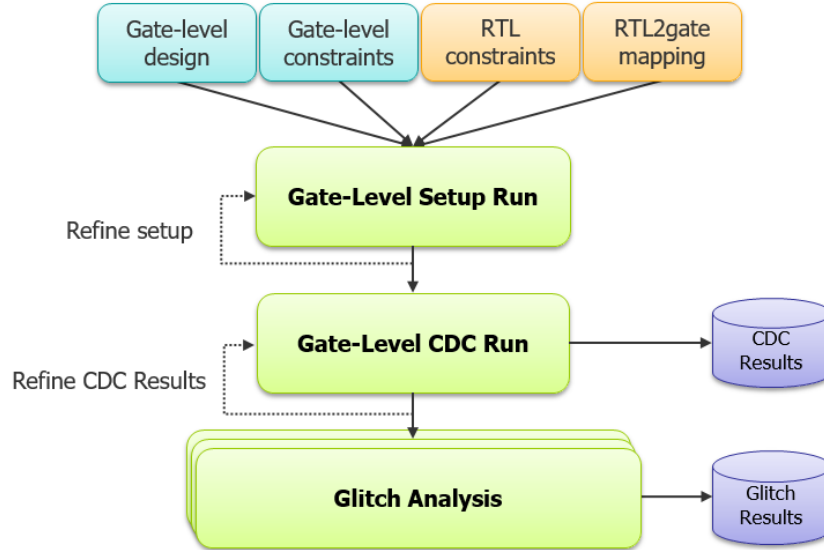 Gate-level
design
Gate-level
constraints
RTL
constraints
RTL2gate
mapping
Gate-Level Setup Run
Refine setup
Gate-Level CDC Run
CDC
Results
Refine CDC Results
Glitch Analysis
Glitch
Results